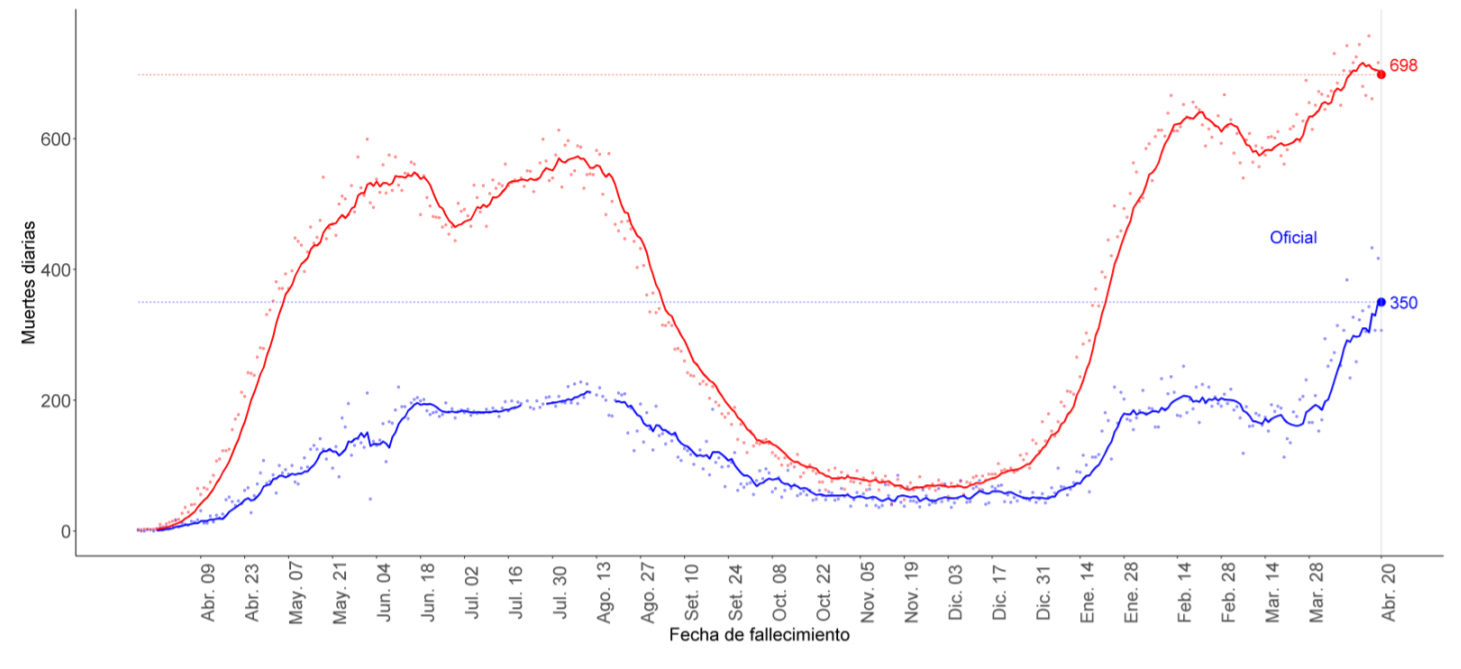 698
600
Oficial
Muertes diarias
400
350
200
0
Abr. 09
Abr. 23
May. 07
May. 21
Jun. 04
Jun. 18
Jul. 02
Jul. 16
Jul. 30
Ago. 13
Ago. 27
Set. 10
Set. 24
Oct. 08
Oct. 22
Nov. 05
Nov. 19
Dic. 03
Dic. 17
Dic. 31
Ene. 14
Ene. 28
Feb. 14
Feb. 28
Mar. 14
Mar. 28
Abr. 20
Fecha de fallecimiento